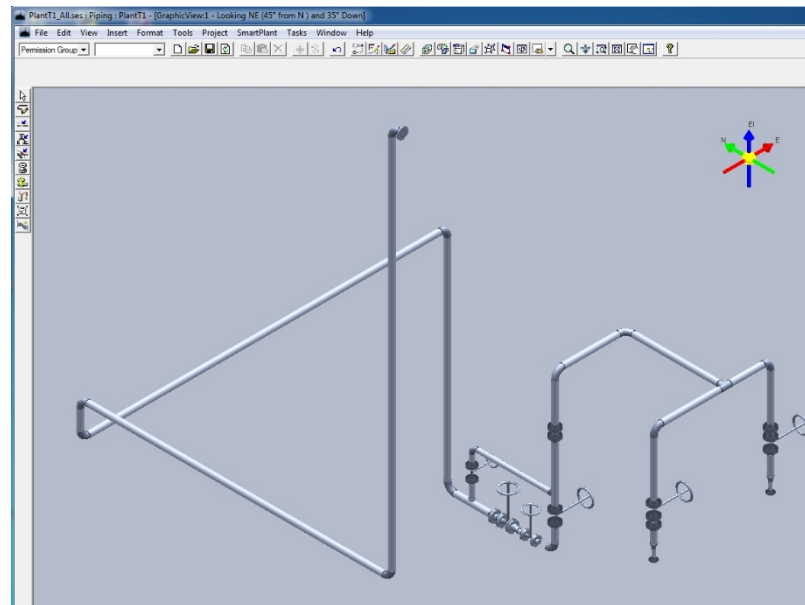 PlantT1_All.ses : Piping : PlantT1 - [GraphicView:1 - Looking NE (45° from N ) and 35° Down]
File Edit View Insert Format Tools Project SmartPlant Tasks Window Help
Permission Group
El
N E